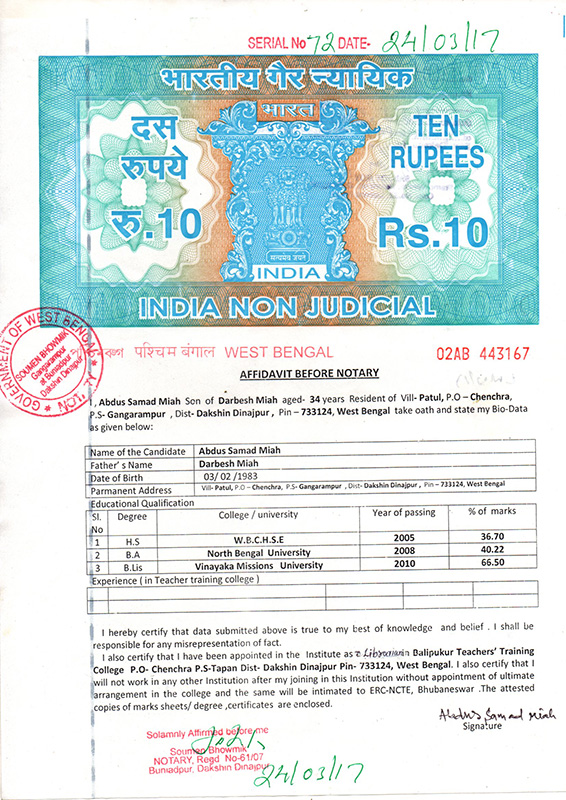 SERIAL No 72 DATE- 24/03/17
भारतीय गैर न्यायिक
भारत
दस
रुपये
रु.10
TEN
RUPEES
Rs.10
सत्यमेव जयते
INDIA
INDIA NON JUDICIAL
GOVERNMENT OF WEST BENGAL
SOUMEN BHOWMIK
Gangarampur
at Buniadpur
Dakshin Dinajpur
पश्चिम बंगाल WEST BENGAL
02AB 443167
AFFIDAVIT BEFORE NOTARY
I , Abdus Samad Miah Son of Darbesh Miah aged- 34 years Resident of Vill- Patul, P.O – Chenchra,
P.S- Gangarampur , Dist- Dakshin Dinajpur , Pin – 733124, West Bengal take oath and state my Bio-Data
as given below:
Name of the Candidate Abdus Samad Miah
Father' s Name Darbesh Miah
Date of Birth 03/ 02 /1983
Parmanent Address Vill- Patul, P.O – Chenchra, P.S- Gangarampur , Dist- Dakshin Dinajpur , Pin – 733124, West Bengal
Educational Qualification
Sl. No Degree College / university Year of passing % of marks
1 H.S W.B.C.H.S.E 2005 36.70
2 B.A North Bengal University 2008 40.22
3 B.Lis Vinayaka Missions University 2010 66.50
Experience ( in Teacher training college )
I hereby certify that data submitted above is true to my best of knowledge and belief . I shall be
responsible for any misrepresation of fact.
I also certify that I have been appointed in the Institute as a Librarian in Balipukur Teachers' Training
College P.O- Chenchra P.S-Tapan Dist- Dakshin Dinajpur Pin- 733124, West Bengal. I also certify that I
will not work in any other Institution after my joining in this Institution without appointment of ultimate
arrangement in the college and the same will be intimated to ERC-NCTE, Bhubaneswar .The attested
copies of marks sheets/ degree ,certificates are enclosed.
Abdus Samad Miah
Signature
Solamnly Affirmed before me
Soumen Bhowmik
NOTARY, Regd No-61/07
Buniadpur, Dakshin Dinajpur
24/03/17